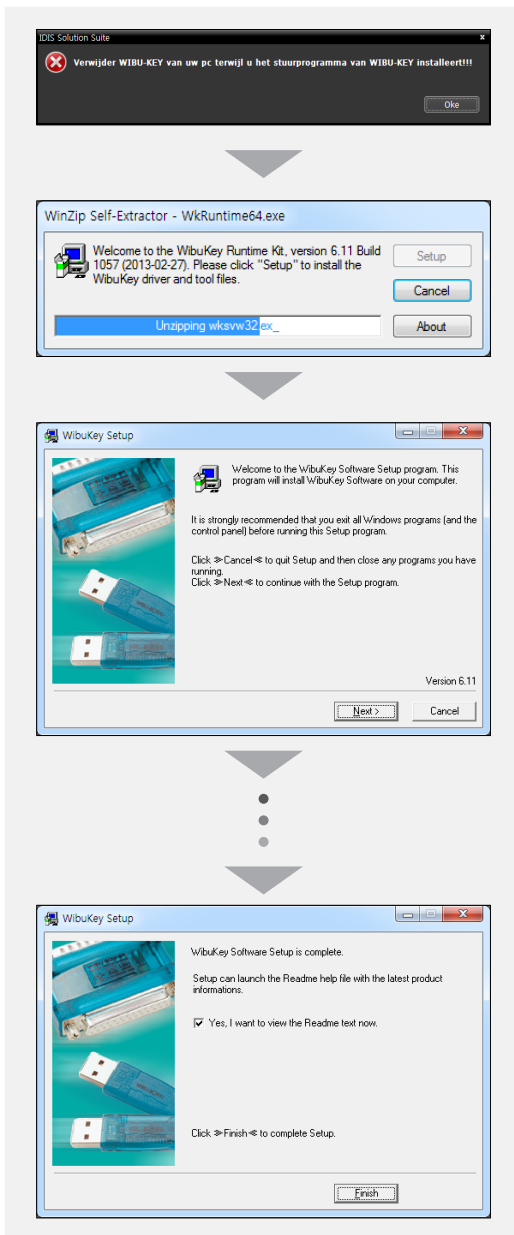 IDIS Solution Suite
x
Verwijder WIBU-KEY van uw pc terwijl u het stuurprogramma van WIBU-KEY installeert!!!
Oke
WinZip Self-Extractor - WkRuntime64.exe
Welcome to the WibuKey Runtime Kit, version 6.11 Build
1057 (2013-02-27). Please click "Setup" to install the
WibuKey driver and tool files.
Setup
Cancel
About
Unzipping wksvw32.ex_
WibuKey Setup
Welcome to the WibuKey Software Setup program. This
program will install WibuKey Software on your computer.
It is strongly recommended that you exit all Windows programs (and the
control panel) before running this Setup program.
Click »Cancel« to quit Setup and then close any programs you have
running.
Click »Next« to continue with the Setup program.
Version 6.11
Next >
Cancel
WibuKey Setup
WibuKey Software Setup is complete.
Setup can launch the Readme help file with the latest product
informations.
Yes, I want to view the Readme text now.
Click »Finish« to complete Setup.
Finish